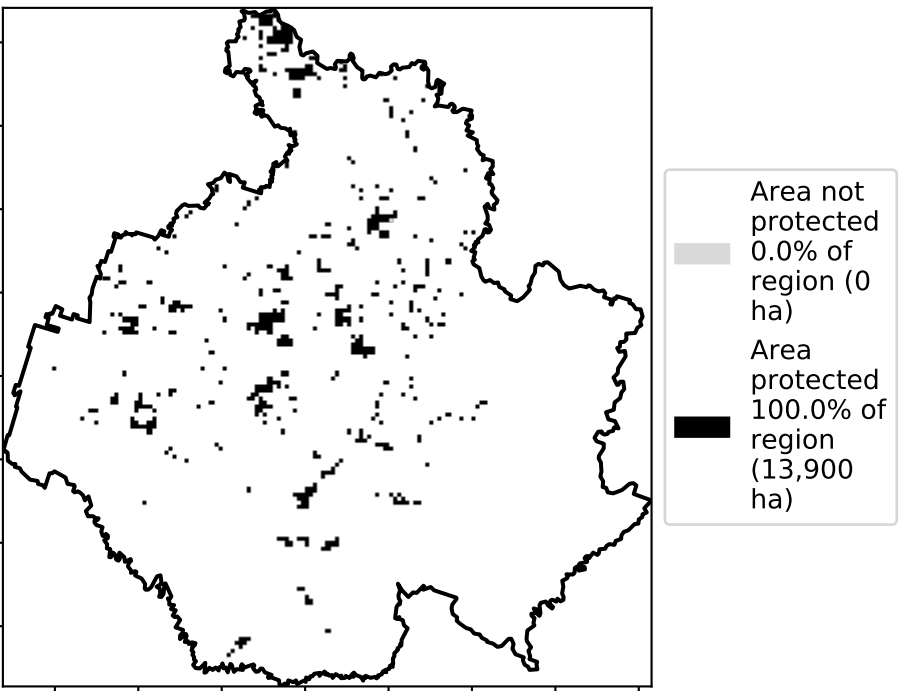 Area not
protected
0.0% of
region (0
ha)
Area
protected
100.0% of
region
(13,900
ha)